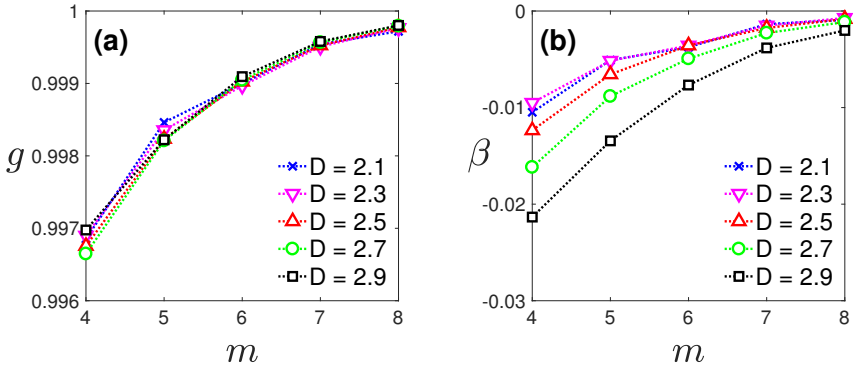 (a)
1
0.999
0.998
0.997
0.996
g
4 5 6 7 8
m
D = 2.1
D = 2.3
D = 2.5
D = 2.7
D = 2.9
(b)
0
-0.01
-0.02
-0.03
β
4 5 6 7 8
m
D = 2.1
D = 2.3
D = 2.5
D = 2.7
D = 2.9